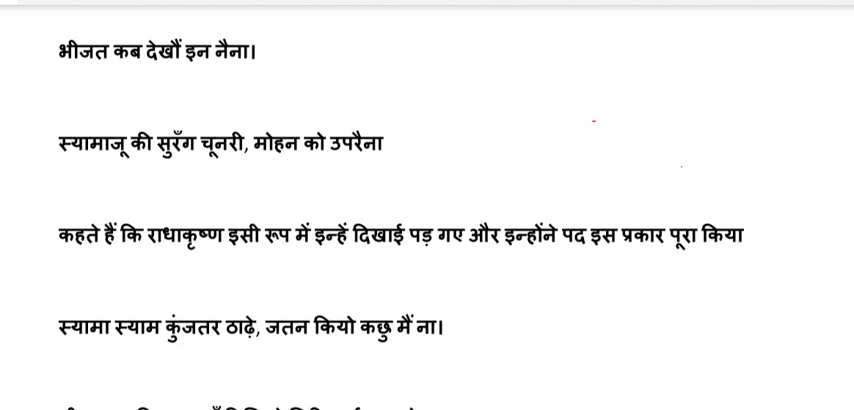 भीजत कब देखौं इन नैना।
स्यामाजू की सुरँग चूनरी, मोहन को उपरैना
कहते हैं कि राधाकृष्ण इसी रूप में इन्हें दिखाई पड़ गए और इन्होंने पद इस प्रकार पूरा किया
स्यामा स्याम कुंजतर ठाढ़े, जतन कियो कछु मैं ना।